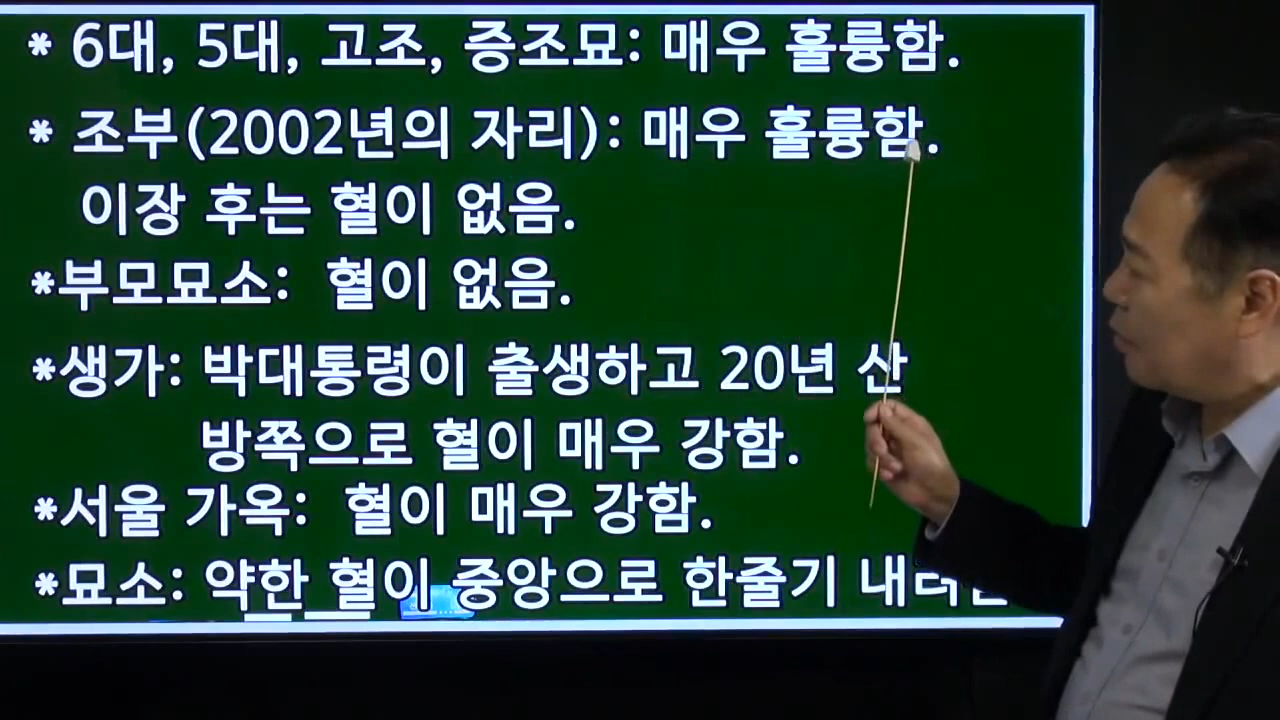 * 6대, 5대, 고조, 증조묘: 매우 훌륭함.
* 조부(2002년의 자리): 매우 훌륭함.
이장 후는 혈이 없음.
*부모묘소: 혈이 없음.
*생가: 박대통령이 출생하고 20년 산
방쪽으로 혈이 매우 강함.
*서울 가옥: 혈이 매우 강함.
*묘소: 약한 혈이 중앙으로 한줄기